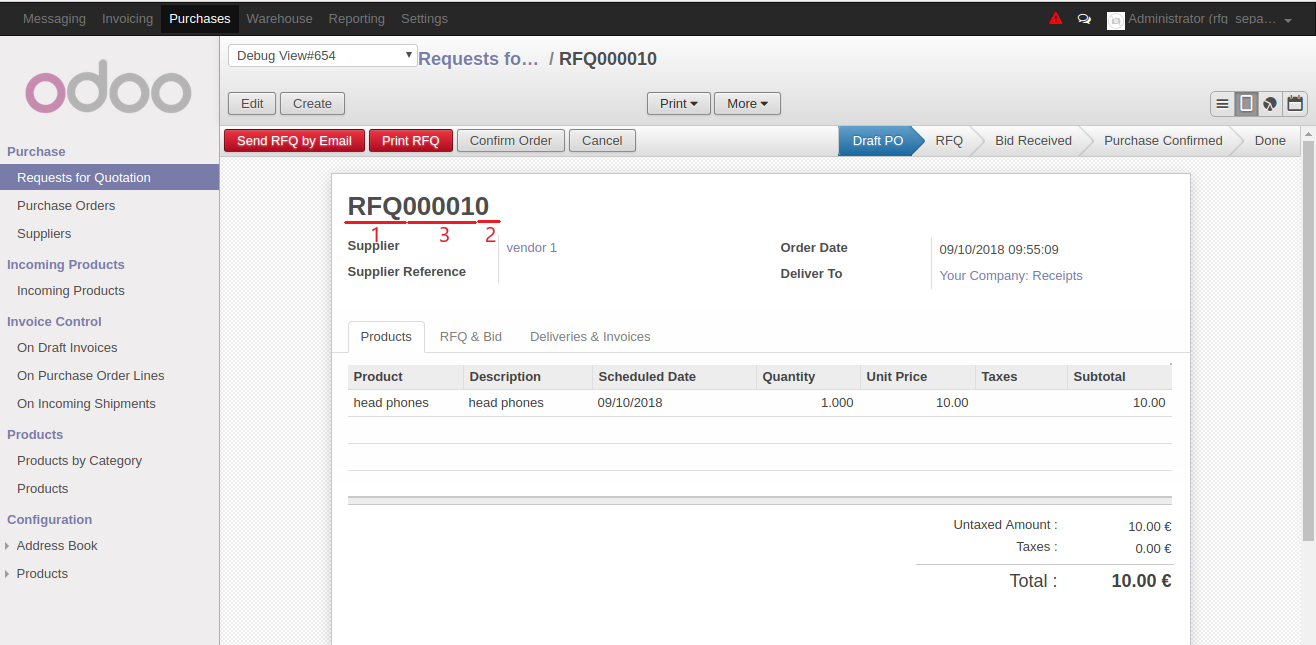 Messaging Invoicing Purchases Warehouse Reporting Settings Administrator (rfq_sepa…
odoo
Debug View#654 Requests fo… / RFQ000010
Edit Create Print More
Send RFQ by Email Print RFQ Confirm Order Cancel Draft PO RFQ Bid Received Purchase Confirmed Done
Purchase
Requests for Quotation
Purchase Orders
Suppliers
Incoming Products
Incoming Products
Invoice Control
On Draft Invoices
On Purchase Order Lines
On Incoming Shipments
Products
Products by Category
Products
Configuration
Address Book
Products
RFQ000010
1 3 2
Supplier vendor 1 Order Date 09/10/2018 09:55:09
Supplier Reference Deliver To Your Company: Receipts
Products RFQ & Bid Deliveries & Invoices
Product Description Scheduled Date Quantity Unit Price Taxes Subtotal
head phones head phones 09/10/2018 1.000 10.00 10.00
Untaxed Amount : 10.00 €
Taxes : 0.00 €
Total : 10.00 €